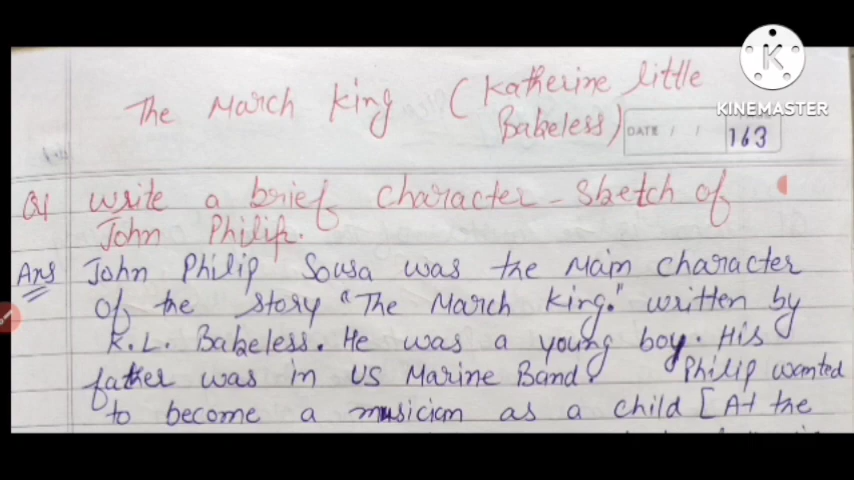 The March King (Katherine little
Babeless)
DATE / /
163
KINEMASTER
Q1 Write a brief character-sketch of
John Philip.
Ans John Philip Sousa was the main character
of the story "The March King." written by
K.L. Babeless. He was a young boy. His
father was in US Marine Band. Philip wanted
to become a musician as a child [At the